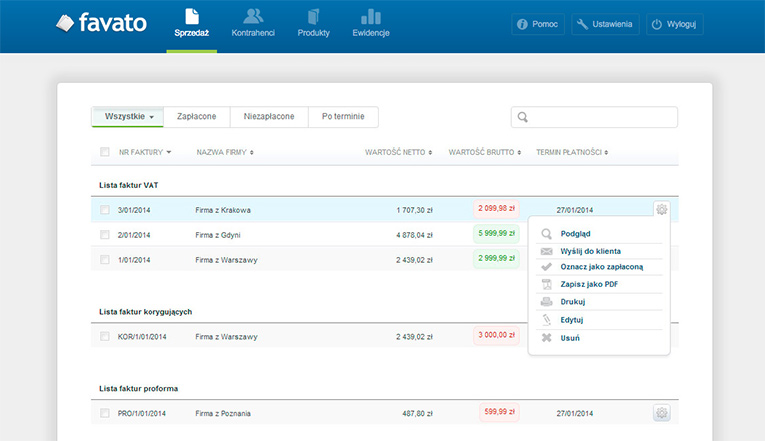 favato
Sprzedaż Kontrahenci Produkty Ewidencje
Pomoc Ustawienia Wyloguj
Wszystkie Zapłacone Niezapłacone Po terminie
NR FAKTURY NAZWA FIRMY WARTOŚĆ NETTO WARTOŚĆ BRUTTO TERMIN PŁATNOŚCI
Lista faktur VAT
3/01/2014 Firma z Krakowa 1 707,30 zł 2 099,98 zł 27/01/2014
2/01/2014 Firma z Gdyni 4 878,04 zł 5 999,99 zł
1/01/2014 Firma z Warszawy 2 439,02 zł 2 999,99 zł
Podgląd
Wyślij do klienta
Oznacz jako zapłaconą
Zapisz jako PDF
Drukuj
Edytuj
Usuń
Lista faktur korygujących
KOR/1/01/2014 Firma z Warszawy 2 439,02 zł 3 000,00 zł
Lista faktur proforma
PRO/1/01/2014 Firma z Poznania 487,80 zł 599,99 zł 27/01/2014